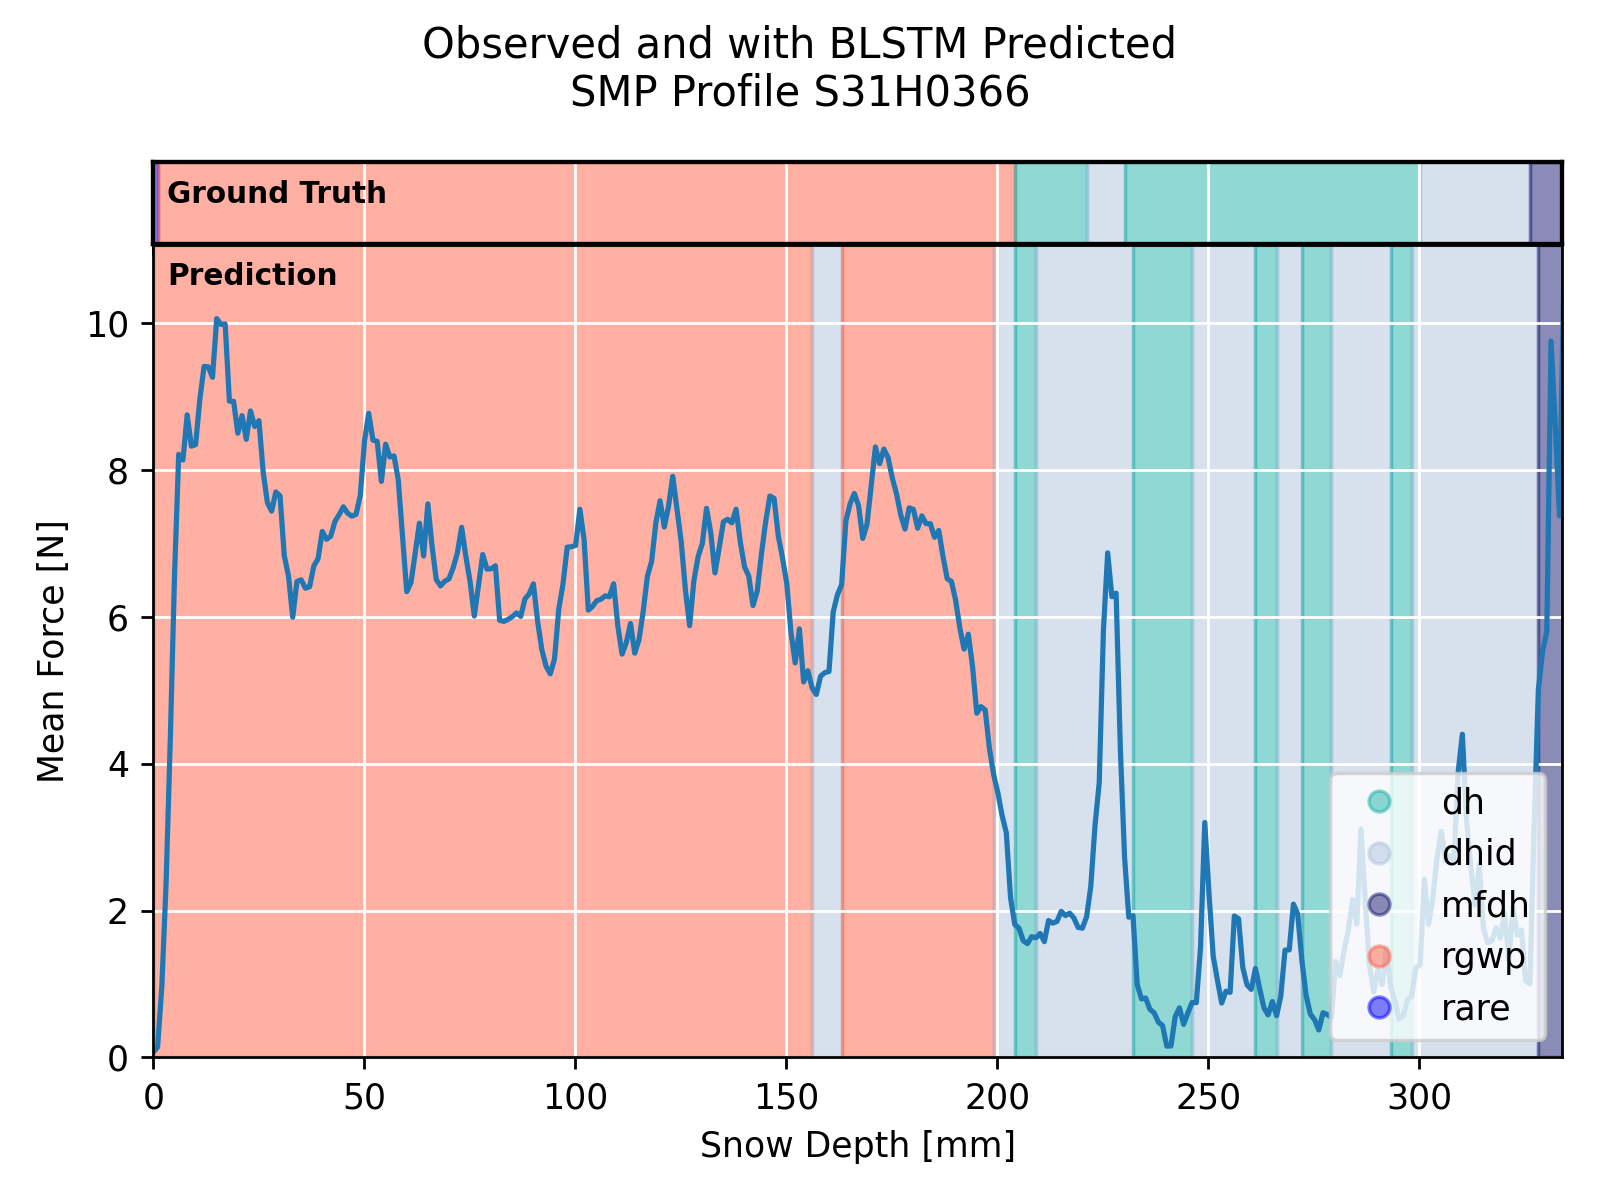 Observed and with BLSTM Predicted
SMP Profile S31H0366
Ground Truth
Prediction
10
8
6
4
2
0
Mean Force [N]
dh
dhid
mfdh
rgwp
rare
0 50 100 150 200 250 300
Snow Depth [mm]